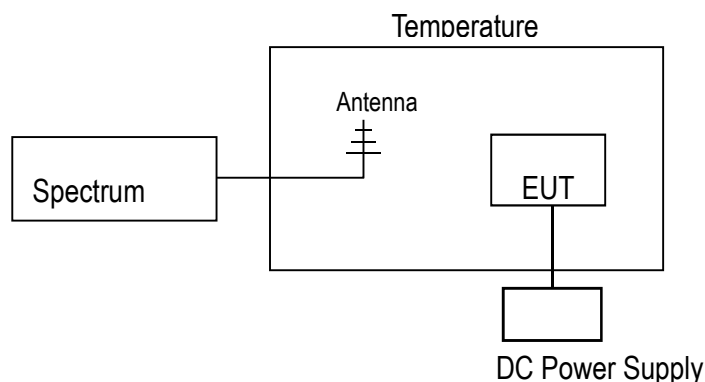 Temperature
Antenna
Spectrum
EUT
DC Power Supply